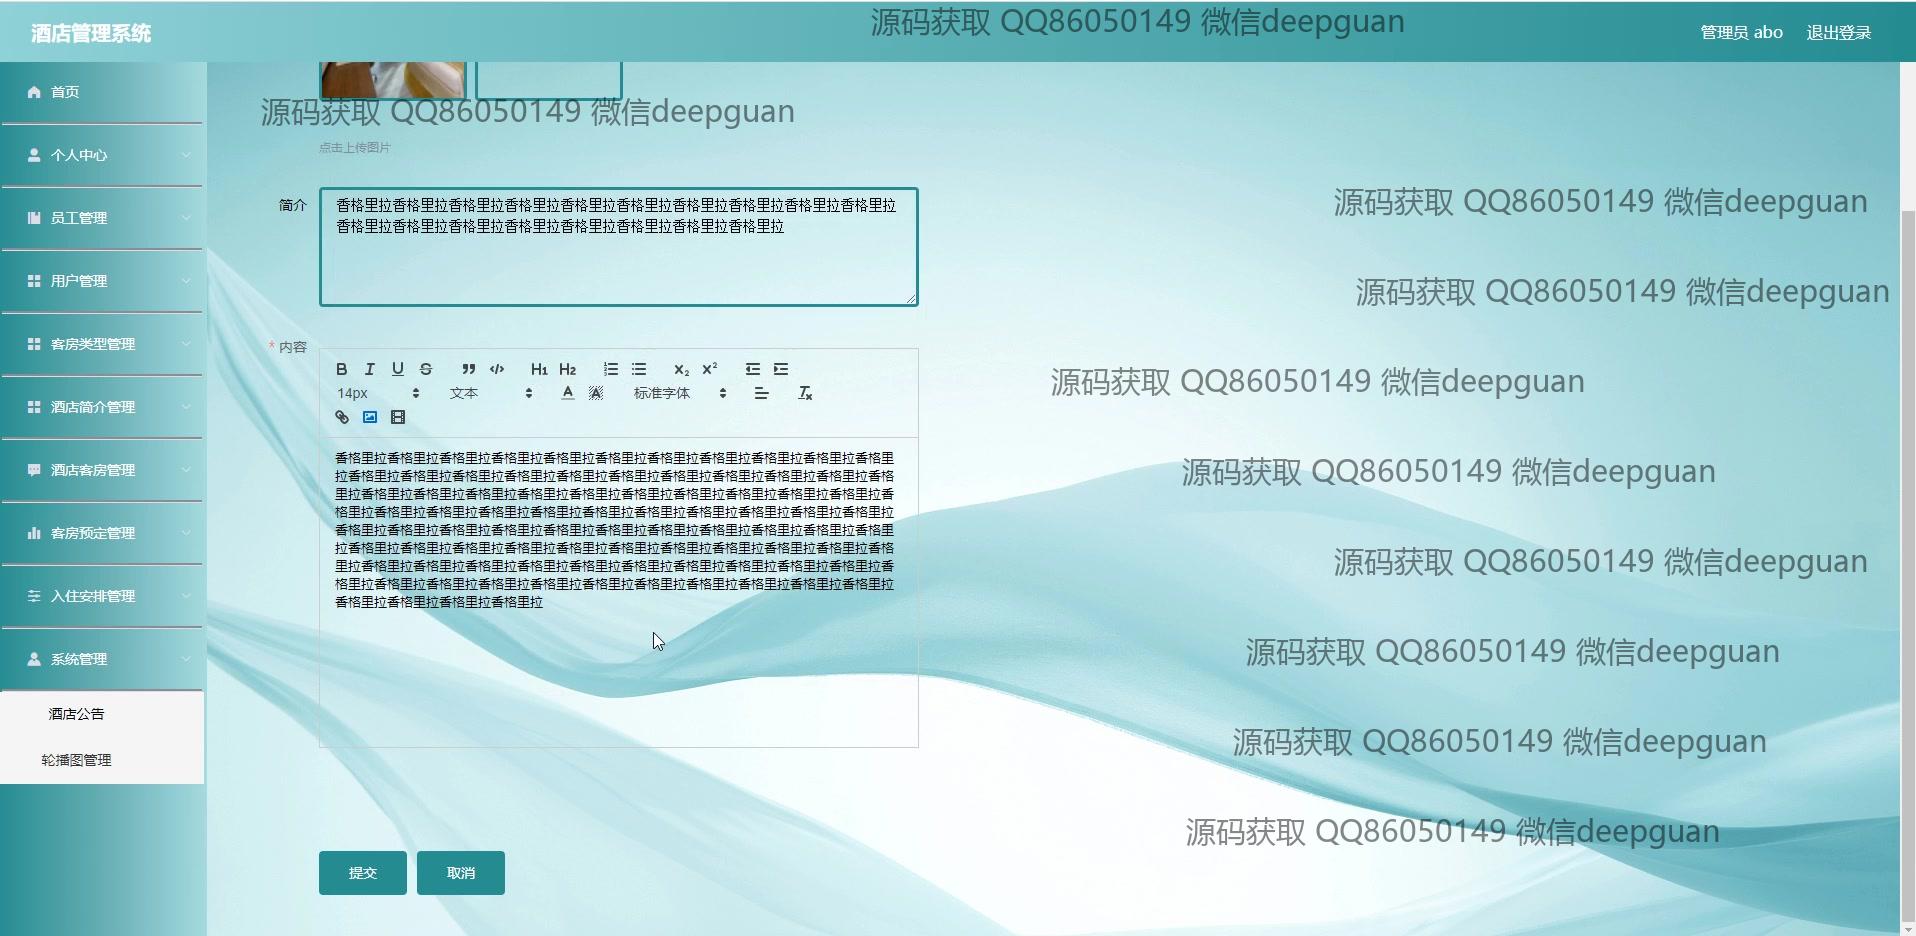 源码获取 QQ86050149 微信deepguan
酒店管理系统
管理员 abo
退出登录
首页
个人中心
员工管理
用户管理
客房类型管理
酒店简介管理
酒店客房管理
客房预定管理
入住安排管理
系统管理
酒店公告
轮播图管理
源码获取 QQ86050149 微信deepguan
点击上传图片
简介
香格里拉香格里拉香格里拉香格里拉香格里拉香格里拉香格里拉香格里拉香格里拉香格里拉
香格里拉香格里拉香格里拉香格里拉香格里拉香格里拉香格里拉香格里拉
* 内容
14px
文本
标准字体
香格里拉香格里拉香格里拉香格里拉香格里拉香格里拉香格里拉香格里拉香格里拉香格里拉香格里
拉香格里拉香格里拉香格里拉香格里拉香格里拉香格里拉香格里拉香格里拉香格里拉香格里拉香格
里拉香格里拉香格里拉香格里拉香格里拉香格里拉香格里拉香格里拉香格里拉香格里拉香格里拉香
格里拉香格里拉香格里拉香格里拉香格里拉香格里拉香格里拉香格里拉香格里拉香格里拉香格里拉
香格里拉香格里拉香格里拉香格里拉香格里拉香格里拉香格里拉香格里拉香格里拉香格里拉香格里
拉香格里拉香格里拉香格里拉香格里拉香格里拉香格里拉香格里拉香格里拉香格里拉香格里拉香格
里拉香格里拉香格里拉香格里拉香格里拉香格里拉香格里拉香格里拉香格里拉香格里拉香格里拉香
格里拉香格里拉香格里拉香格里拉香格里拉香格里拉香格里拉香格里拉香格里拉香格里拉香格里拉
香格里拉香格里拉香格里拉香格里拉
提交
取消
源码获取 QQ86050149 微信deepguan
源码获取 QQ86050149 微信deepguan
源码获取 QQ86050149 微信deepguan
源码获取 QQ86050149 微信deepguan
源码获取 QQ86050149 微信deepguan
源码获取 QQ86050149 微信deepguan
源码获取 QQ86050149 微信deepguan
源码获取 QQ86050149 微信deepguan